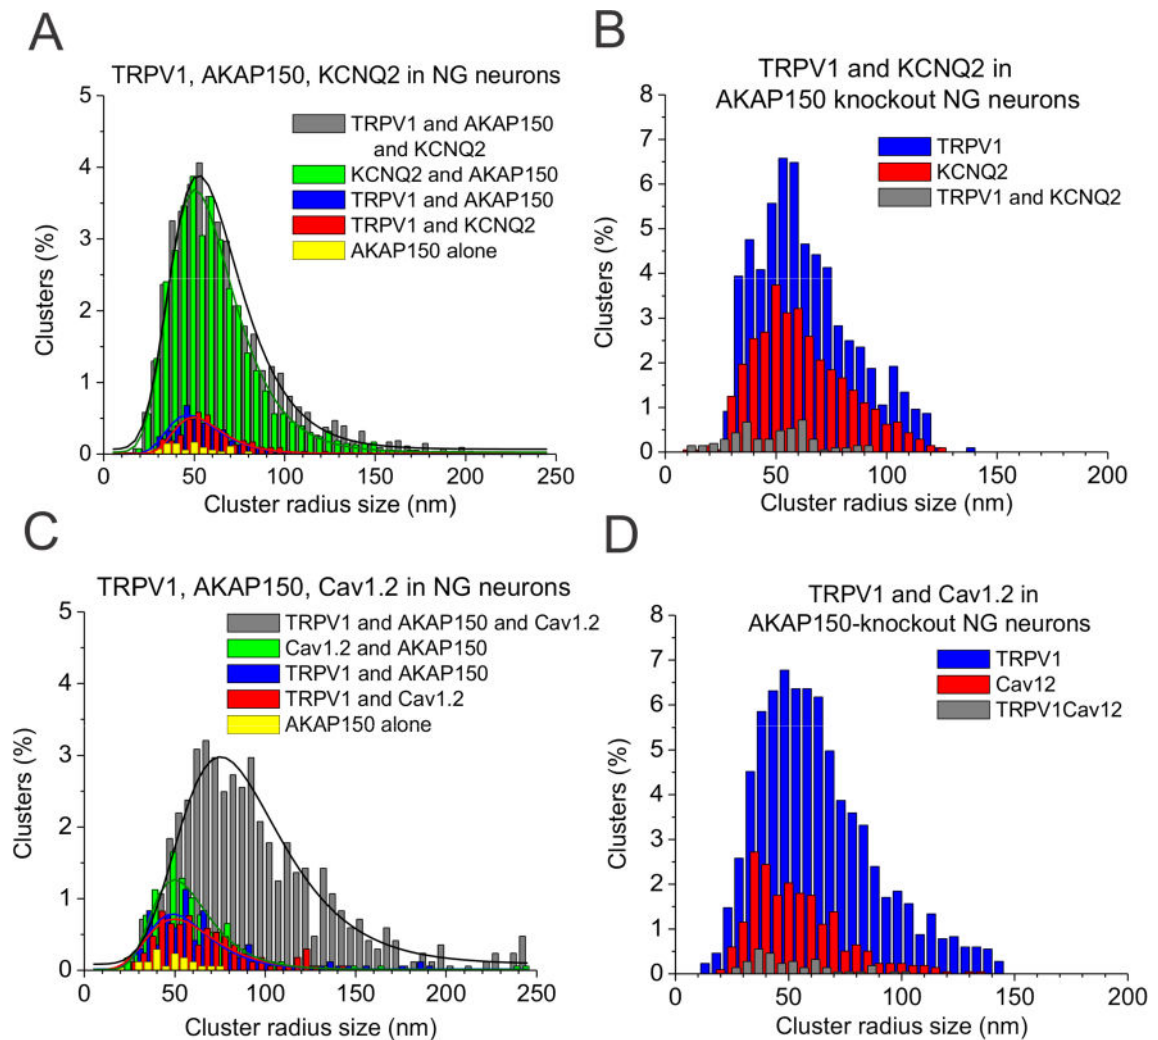 A
TRPV1, AKAP150, KCNQ2 in NG neurons
5
4
3
2
1
0
Clusters (%)
TRPV1 and AKAP150
and KCNQ2
KCNQ2 and AKAP150
TRPV1 and AKAP150
TRPV1 and KCNQ2
AKAP150 alone
0 50 100 150 200 250
Cluster radius size (nm)
B
TRPV1 and KCNQ2 in
AKAP150 knockout NG neurons
8
7
6
5
4
3
2
1
0
Clusters (%)
TRPV1
KCNQ2
TRPV1 and KCNQ2
0 50 100 150 200
Cluster radius size (nm)
C
TRPV1, AKAP150, Cav1.2 in NG neurons
5
4
3
2
1
0
Clusters (%)
TRPV1 and AKAP150 and Cav1.2
Cav1.2 and AKAP150
TRPV1 and AKAP150
TRPV1 and Cav1.2
AKAP150 alone
0 50 100 150 200 250
Cluster radius size (nm)
D
TRPV1 and Cav1.2 in
AKAP150-knockout NG neurons
8
7
6
5
4
3
2
1
0
Clusters (%)
TRPV1
Cav12
TRPV1Cav12
0 50 100 150 200
Cluster radius size (nm)